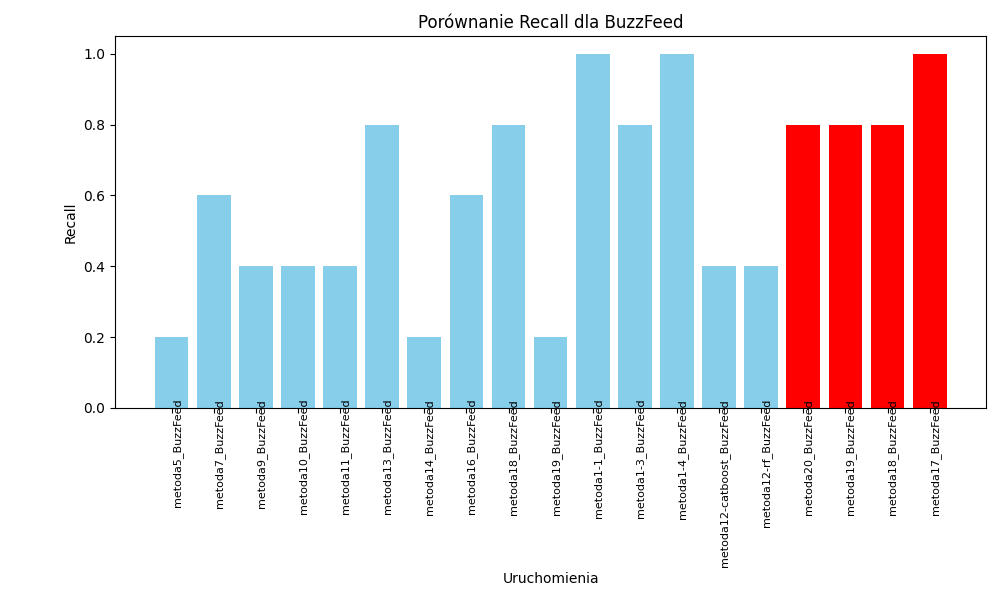 Porównanie Recall dla BuzzFeed
Recall
1.0
0.8
0.6
0.4
0.2
0.0
metoda5_BuzzFeed
metoda7_BuzzFeed
metoda9_BuzzFeed
metoda10_BuzzFeed
metoda11_BuzzFeed
metoda13_BuzzFeed
metoda14_BuzzFeed
metoda16_BuzzFeed
metoda18_BuzzFeed
metoda19_BuzzFeed
metoda1-1_BuzzFeed
metoda1-3_BuzzFeed
metoda1-4_BuzzFeed
metoda12-catboost_BuzzFeed
metoda12-rf_BuzzFeed
metoda20_BuzzFeed
metoda19_BuzzFeed
metoda18_BuzzFeed
metoda17_BuzzFeed
Uruchomienia